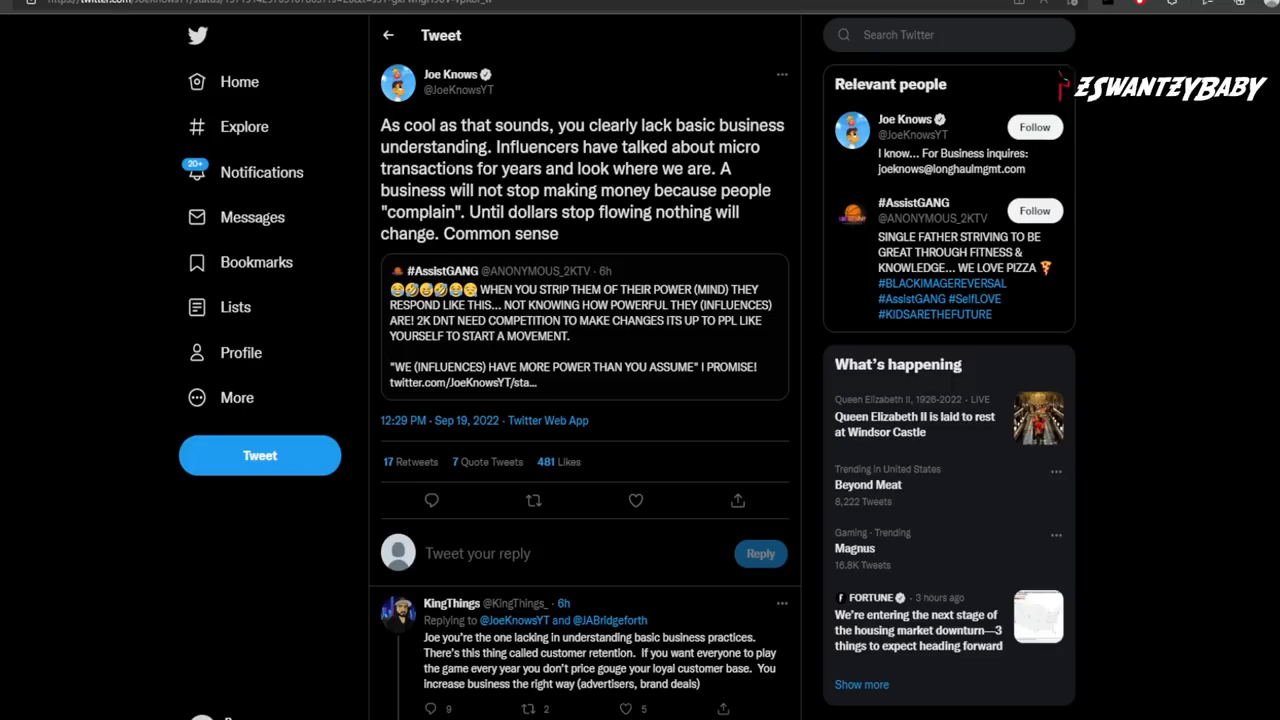 Home
Explore
20+
Notifications
Messages
Bookmarks
Lists
Profile
More
Tweet
Tweet
Joe Knows
@JoeKnowsYT
As cool as that sounds, you clearly lack basic business
understanding. Influencers have talked about micro
transactions for years and look where we are. A
business will not stop making money because people
"complain". Until dollars stop flowing nothing will
change. Common sense
#AssistGANG @ANONYMOUS_2KTV · 6h
😂🤣😅🤣😂😴 WHEN YOU STRIP THEM OF THEIR POWER (MIND) THEY
RESPOND LIKE THIS... NOT KNOWING HOW POWERFUL THEY (INFLUENCES)
ARE! 2K DNT NEED COMPETITION TO MAKE CHANGES ITS UP TO PPL LIKE
YOURSELF TO START A MOVEMENT.
"WE (INFLUENCES) HAVE MORE POWER THAN YOU ASSUME" I PROMISE!
twitter.com/JoeKnowsYT/sta...
12:29 PM · Sep 19, 2022 · Twitter Web App
17 Retweets 7 Quote Tweets 481 Likes
Tweet your reply
Reply
KingThings @KingThings_ · 6h
Replying to @JoeKnowsYT and @JABridgeforth
Joe you're the one lacking in understanding basic business practices.
There's this thing called customer retention. If you want everyone to play
the game every year you don't price gouge your loyal customer base. You
increase business the right way (advertisers, brand deals)
9 2 5
Search Twitter
ZSWANTZYBABY
Relevant people
Joe Knows
@JoeKnowsYT
Follow
I know... For Business inquires:
joeknows@longhaulmgmt.com
#AssistGANG
@ANONYMOUS_2KTV
Follow
SINGLE FATHER STRIVING TO BE
GREAT THROUGH FITNESS &
KNOWLEDGE... WE LOVE PIZZA 🍕
#BLACKIMAGEREVERSAL
#AssistGANG #SelfLOVE
#KIDSARETHEFUTURE
What's happening
Queen Elizabeth II, 1926-2022 · LIVE
Queen Elizabeth II is laid to rest
at Windsor Castle
Trending in United States
Beyond Meat
8,222 Tweets
Gaming · Trending
Magnus
16.8K Tweets
F FORTUNE · 3 hours ago
We're entering the next stage of
the housing market downturn—3
things to expect heading forward
Show more